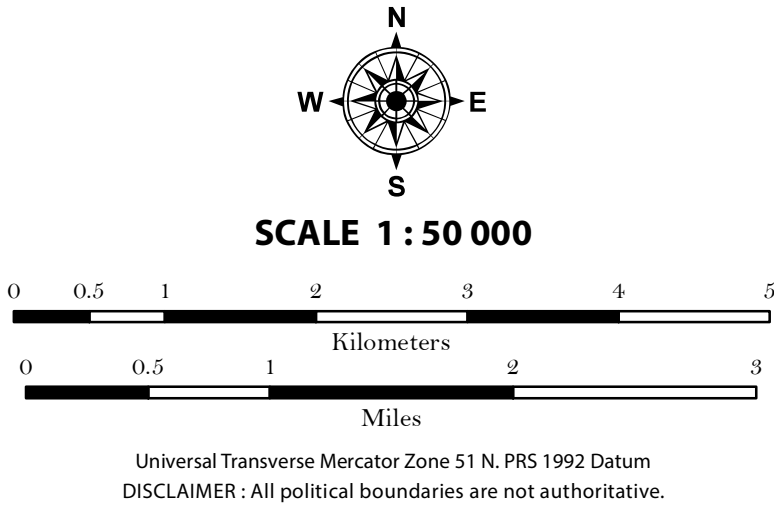 N
W E
S
SCALE 1 : 50 000
0 0.5 1 2 3 4 5
Kilometers
0 0.5 1 2 3
Miles
Universal Transverse Mercator Zone 51 N. PRS 1992 Datum
DISCLAIMER : All political boundaries are not authoritative.